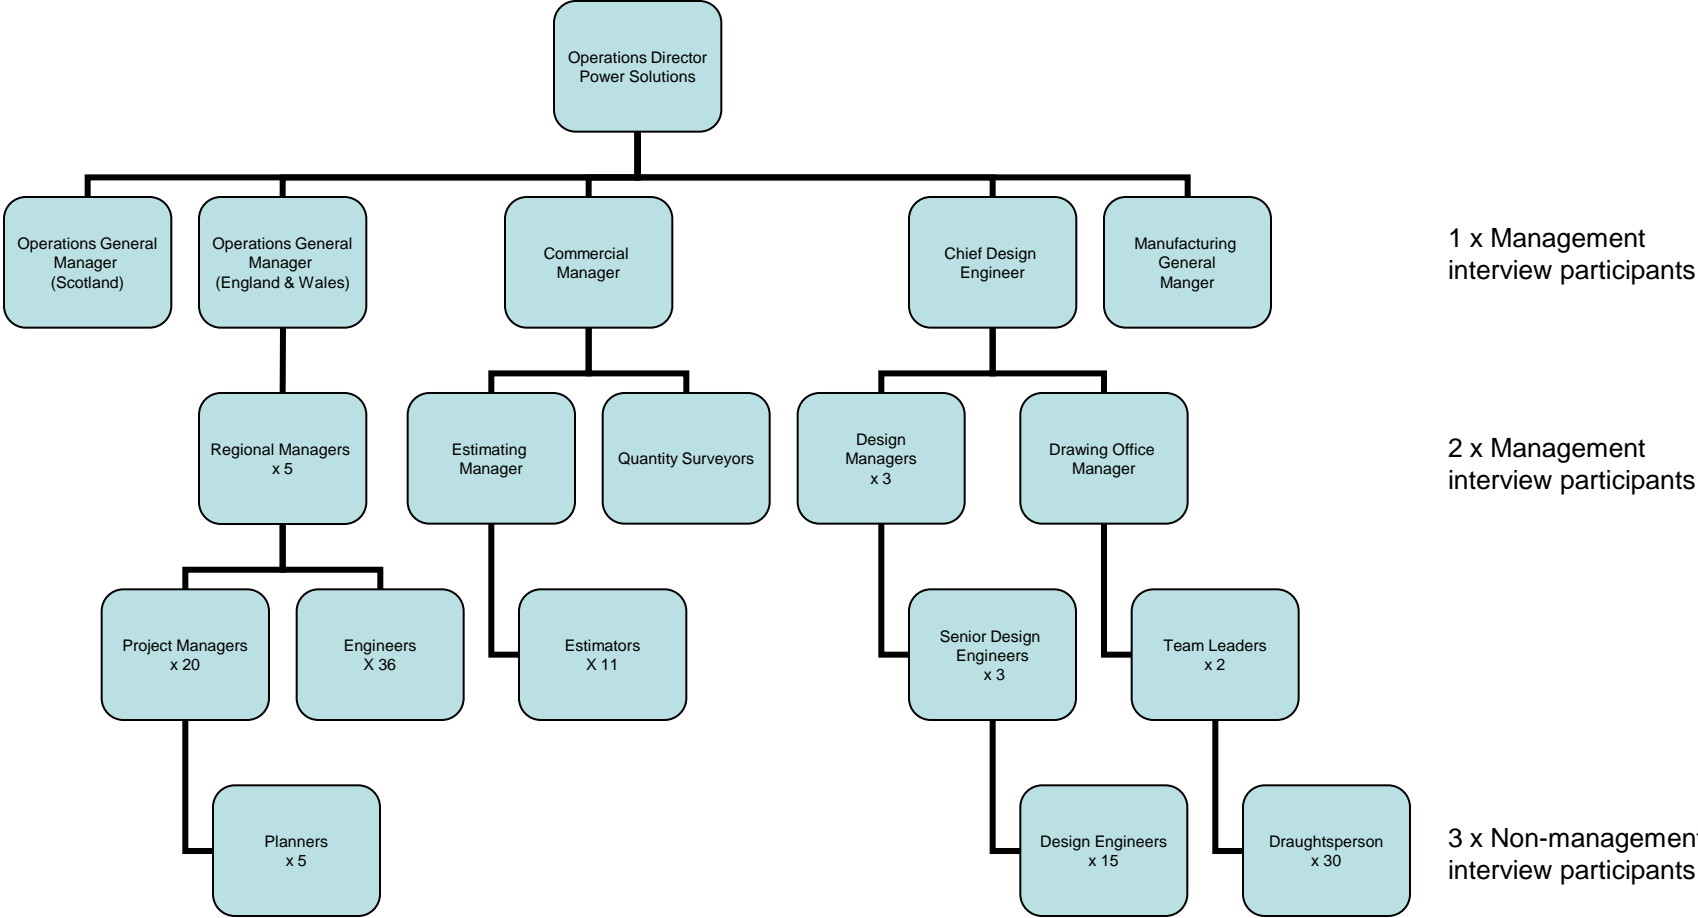 Operations Director
Power Solutions
Operations General
Manager
(Scotland)
Operations General
Manager
(England & Wales)
Commercial
Manager
Chief Design
Engineer
Manufacturing
General
Manger
1 x Management
interview participants
Regional Managers
x 5
Estimating
Manager
Quantity Surveyors
Design
Managers
x 3
Drawing Office
Manager
2 x Management
interview participants
Project Managers
x 20
Engineers
X 36
Estimators
X 11
Senior Design
Engineers
x 3
Team Leaders
x 2
Planners
x 5
Design Engineers
x 15
Draughtsperson
x 30
3 x Non-management
interview participants